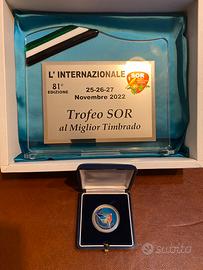 L'INTERNAZIONALE
SOR
81° EDIZIONE
25-26-27
Novembre 2022
Trofeo SOR
al Miglior Timbrado
subito